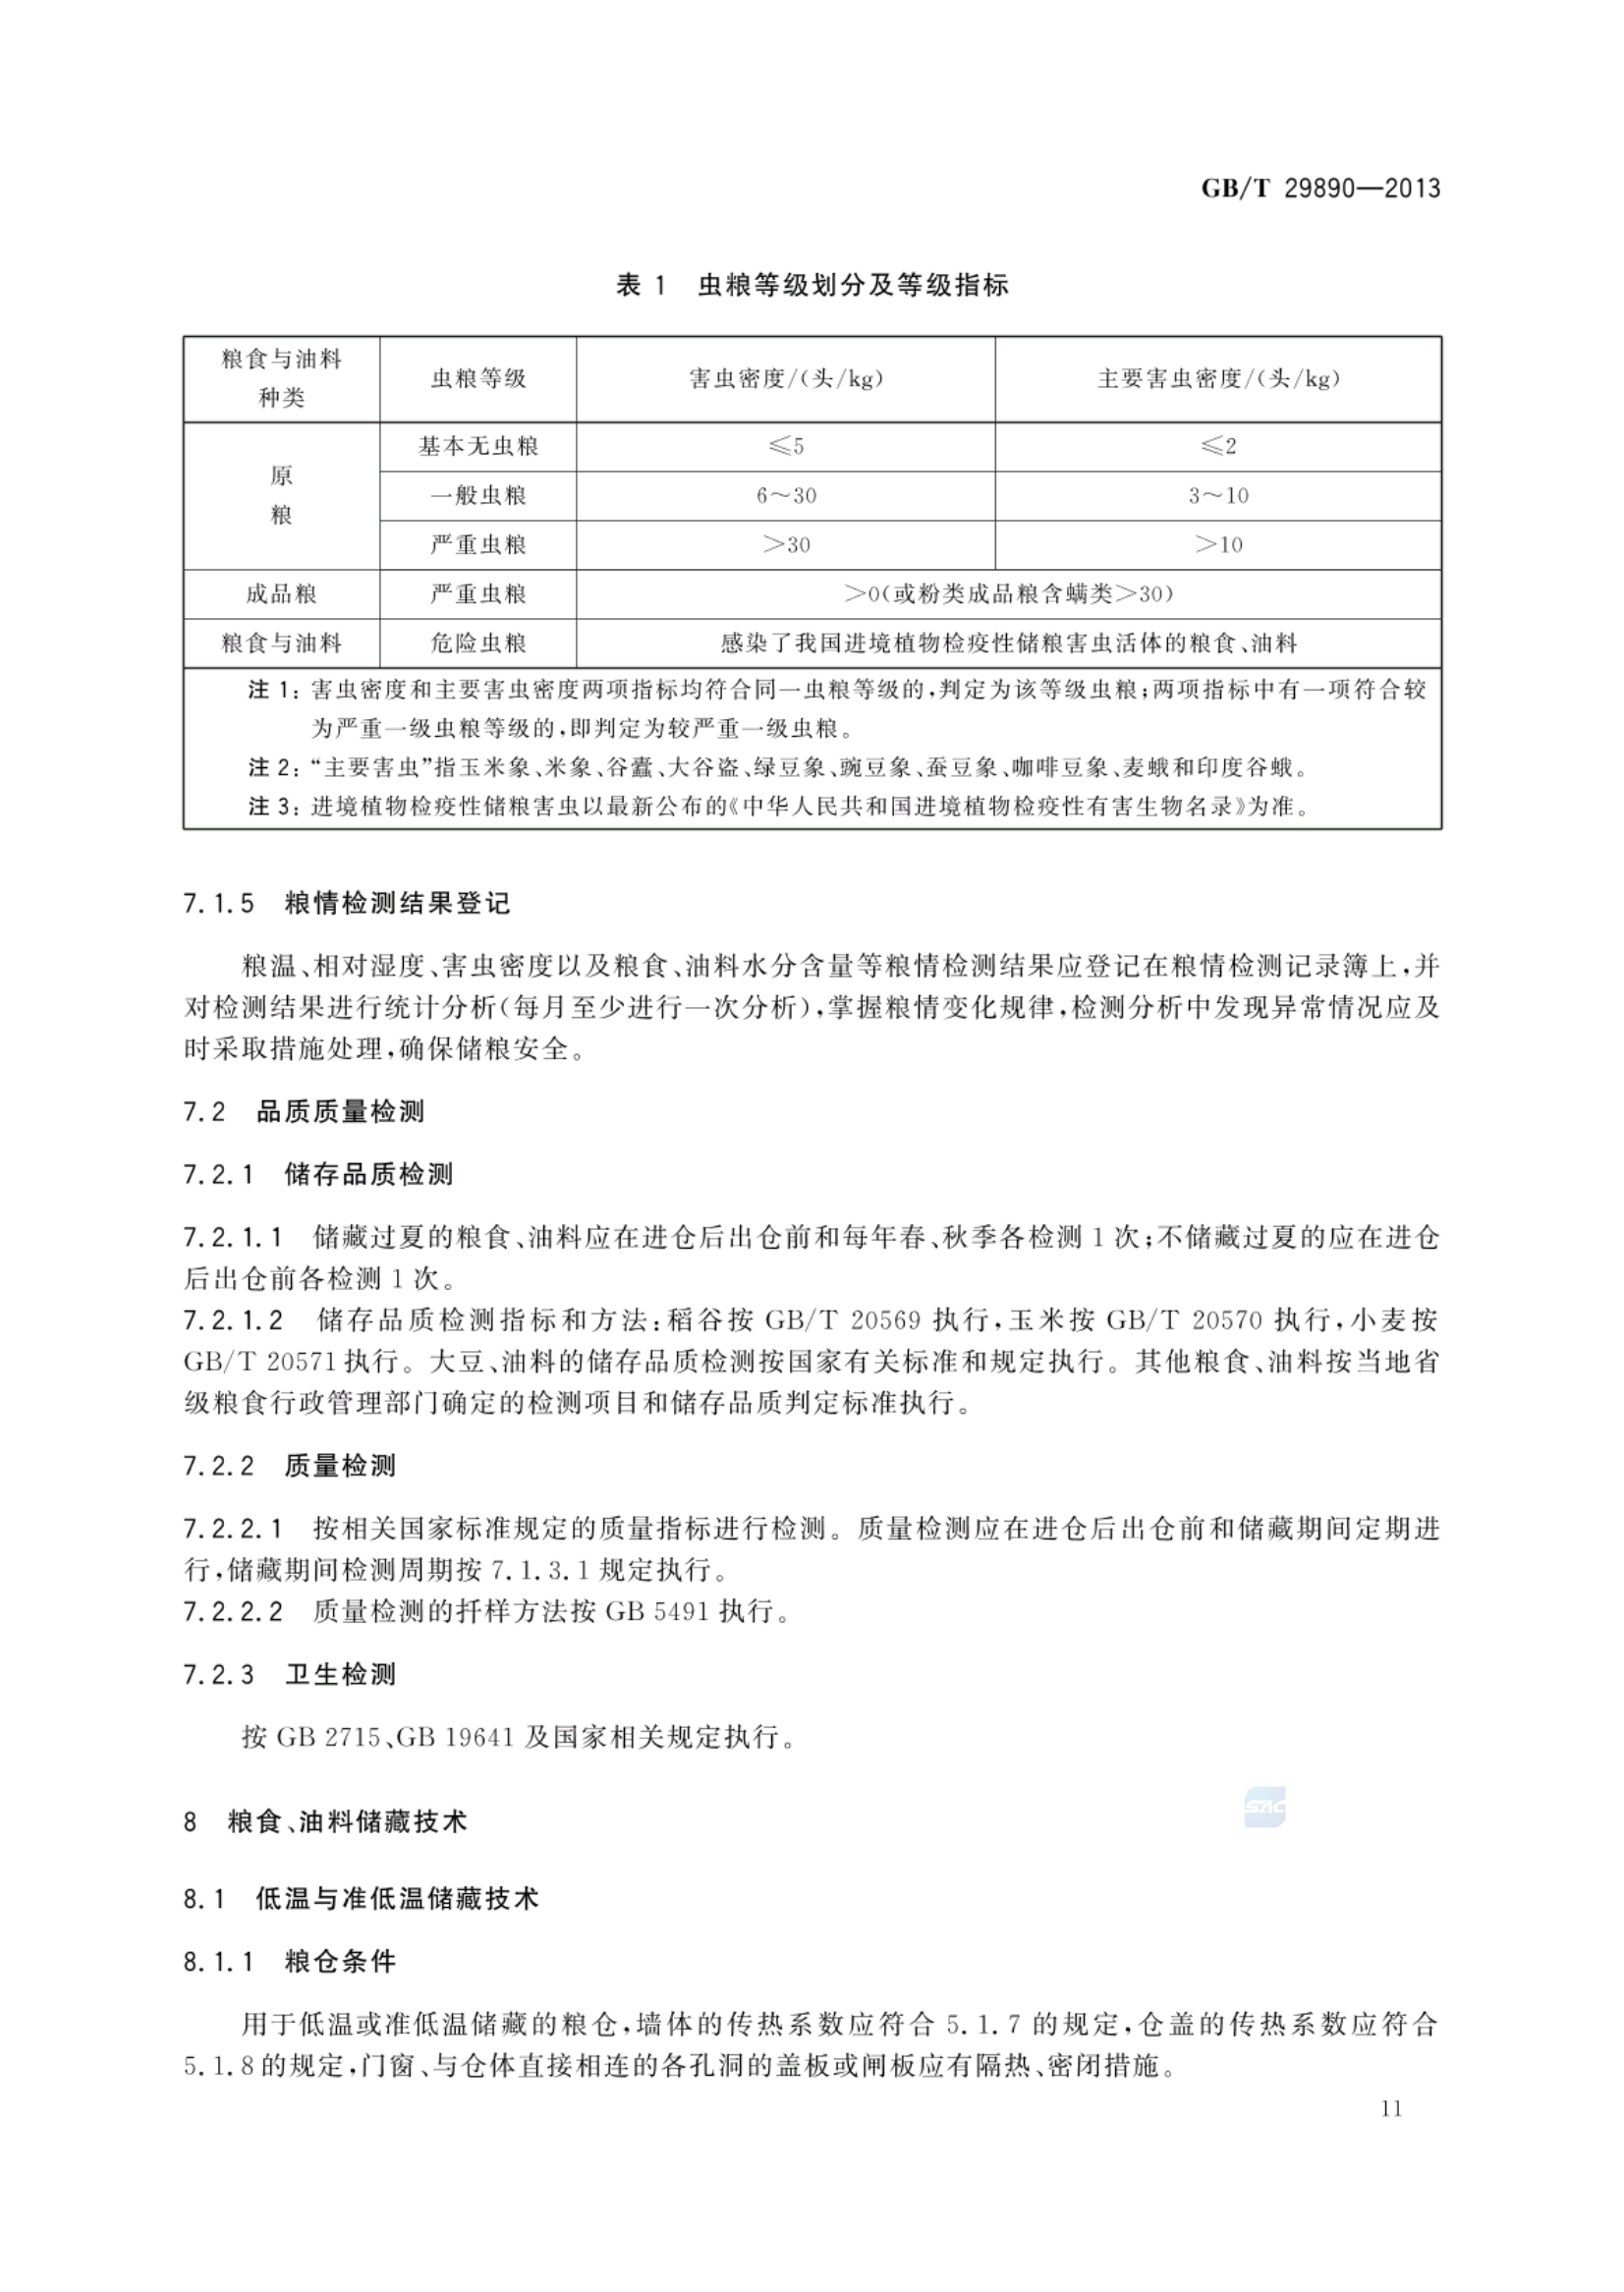 GB/T 29890—2013
表 1 虫粮等级划分及等级指标
粮食与油料
种类
虫粮等级
害虫密度/(头/kg)
主要害虫密度/(头/kg)
原
粮
基本无虫粮
≤5
≤2
一般虫粮
6～30
3～10
严重虫粮
＞30
＞10
成品粮
严重虫粮
＞0(或粉类成品粮含螨类＞30)
粮食与油料
危险虫粮
感染了我国进境植物检疫性储粮害虫活体的粮食、油料
注 1：害虫密度和主要害虫密度两项指标均符合同一虫粮等级的，判定为该等级虫粮；两项指标中有一项符合较
为严重一级虫粮等级的，即判定为较严重一级虫粮。
注 2：“主要害虫”指玉米象、米象、谷蠹、大谷盗、绿豆象、豌豆象、蚕豆象、咖啡豆象、麦蛾和印度谷蛾。
注 3：进境植物检疫性储粮害虫以最新公布的《中华人民共和国进境植物检疫性有害生物名录》为准。
7.1.5 粮情检测结果登记
粮温、相对湿度、害虫密度以及粮食、油料水分含量等粮情检测结果应登记在粮情检测记录簿上，并
对检测结果进行统计分析(每月至少进行一次分析)，掌握粮情变化规律，检测分析中发现异常情况应及
时采取措施处理，确保储粮安全。
7.2 品质质量检测
7.2.1 储存品质检测
7.2.1.1 储藏过夏的粮食、油料应在进仓后出仓前和每年春、秋季各检测 1 次；不储藏过夏的应在进仓
后出仓前各检测 1 次。
7.2.1.2 储存品质检测指标和方法：稻谷按 GB/T 20569 执行，玉米按 GB/T 20570 执行，小麦按
GB/T 20571 执行。大豆、油料的储存品质检测按国家有关标准和规定执行。其他粮食、油料按当地省
级粮食行政管理部门确定的检测项目和储存品质判定标准执行。
7.2.2 质量检测
7.2.2.1 按相关国家标准规定的质量指标进行检测。质量检测应在进仓后出仓前和储藏期间定期进
行，储藏期间检测周期按 7.1.3.1 规定执行。
7.2.2.2 质量检测的扦样方法按 GB 5491 执行。
7.2.3 卫生检测
按 GB 2715、GB 19641 及国家相关规定执行。
SAC
8 粮食、油料储藏技术
8.1 低温与准低温储藏技术
8.1.1 粮仓条件
用于低温或准低温储藏的粮仓，墙体的传热系数应符合 5.1.7 的规定，仓盖的传热系数应符合
5.1.8 的规定，门窗、与仓体直接相连的各孔洞的盖板或闸板应有隔热、密闭措施。
11